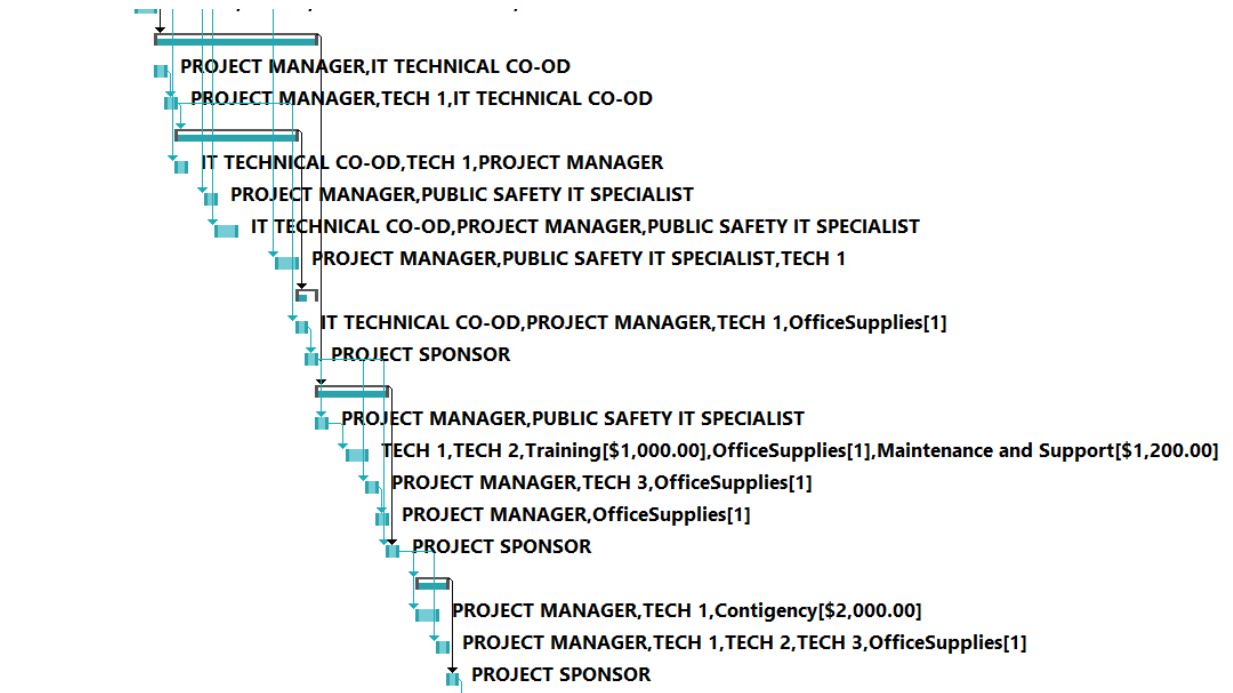 PROJECT MANAGER,IT TECHNICAL CO-OD
PROJECT MANAGER,TECH 1,IT TECHNICAL CO-OD
IT TECHNICAL CO-OD,TECH 1,PROJECT MANAGER
PROJECT MANAGER,PUBLIC SAFETY IT SPECIALIST
IT TECHNICAL CO-OD,PROJECT MANAGER,PUBLIC SAFETY IT SPECIALIST
PROJECT MANAGER,PUBLIC SAFETY IT SPECIALIST,TECH 1
IT TECHNICAL CO-OD,PROJECT MANAGER,TECH 1,OfficeSupplies[1]
PROJECT SPONSOR
PROJECT MANAGER,PUBLIC SAFETY IT SPECIALIST
TECH 1,TECH 2,Training[$1,000.00],OfficeSupplies[1],Maintenance and Support[$1,200.00]
PROJECT MANAGER,TECH 3,OfficeSupplies[1]
PROJECT MANAGER,OfficeSupplies[1]
PROJECT SPONSOR
PROJECT MANAGER,TECH 1,Contigency[$2,000.00]
PROJECT MANAGER,TECH 1,TECH 2,TECH 3,OfficeSupplies[1]
PROJECT SPONSOR